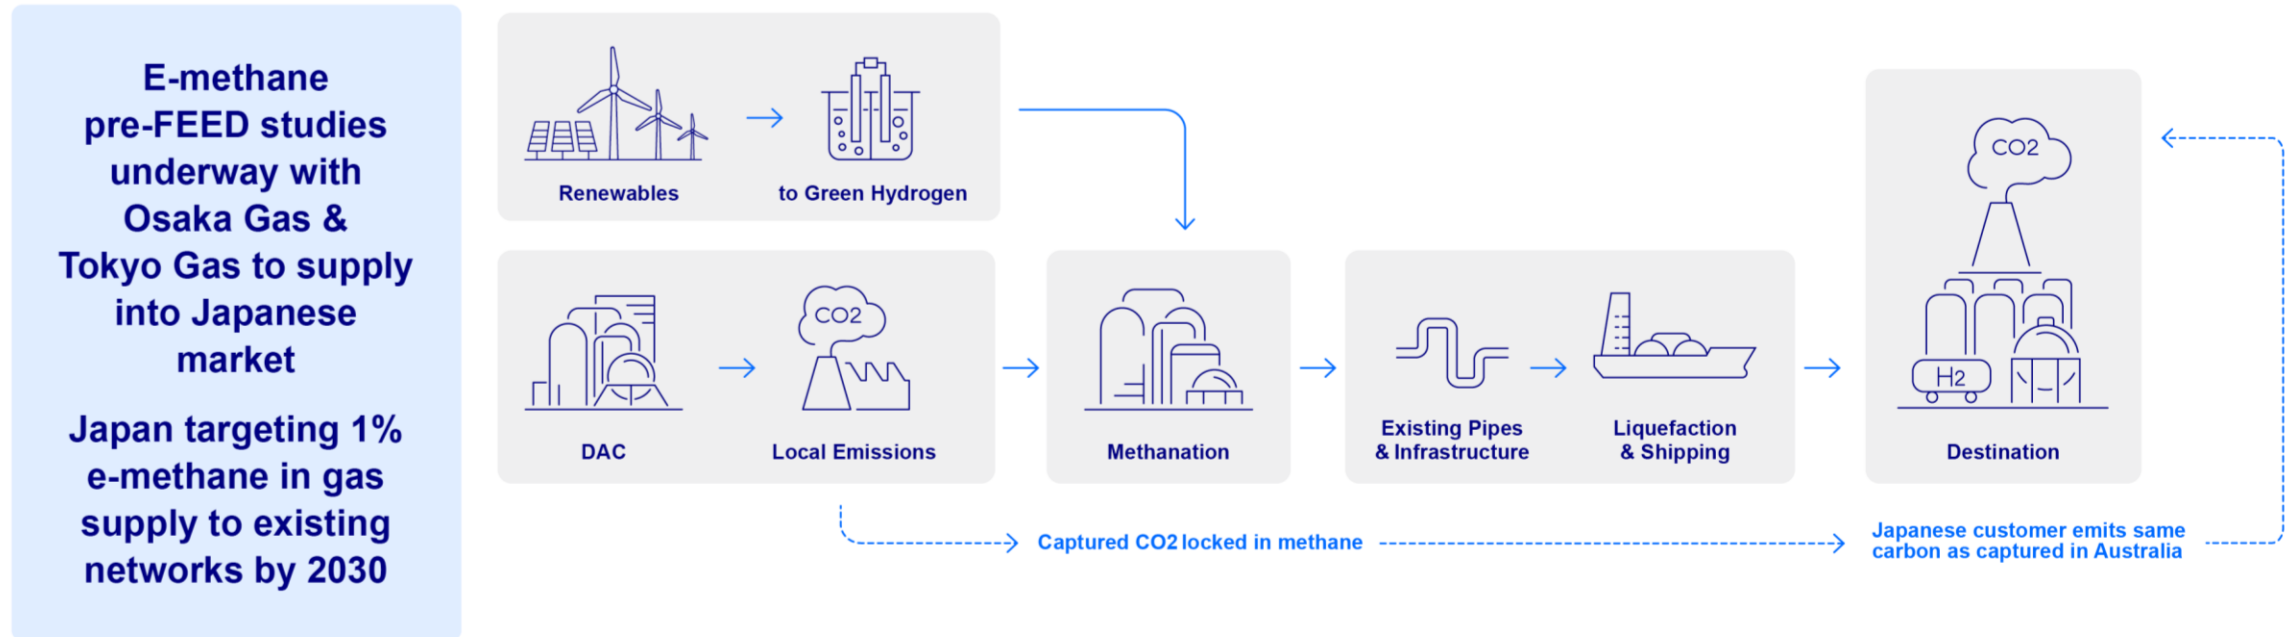 E-methane
pre-FEED studies
underway with
Osaka Gas &
Tokyo Gas to supply
into Japanese
market
Japan targeting 1%
e-methane in gas
supply to existing
networks by 2030
Renewables
to Green Hydrogen
CO2
DAC
Local Emissions
Methanation
Existing Pipes
& Infrastructure
Liquefaction
& Shipping
CO2
H2
Destination
Captured CO2 locked in methane
Japanese customer emits same
carbon as captured in Australia